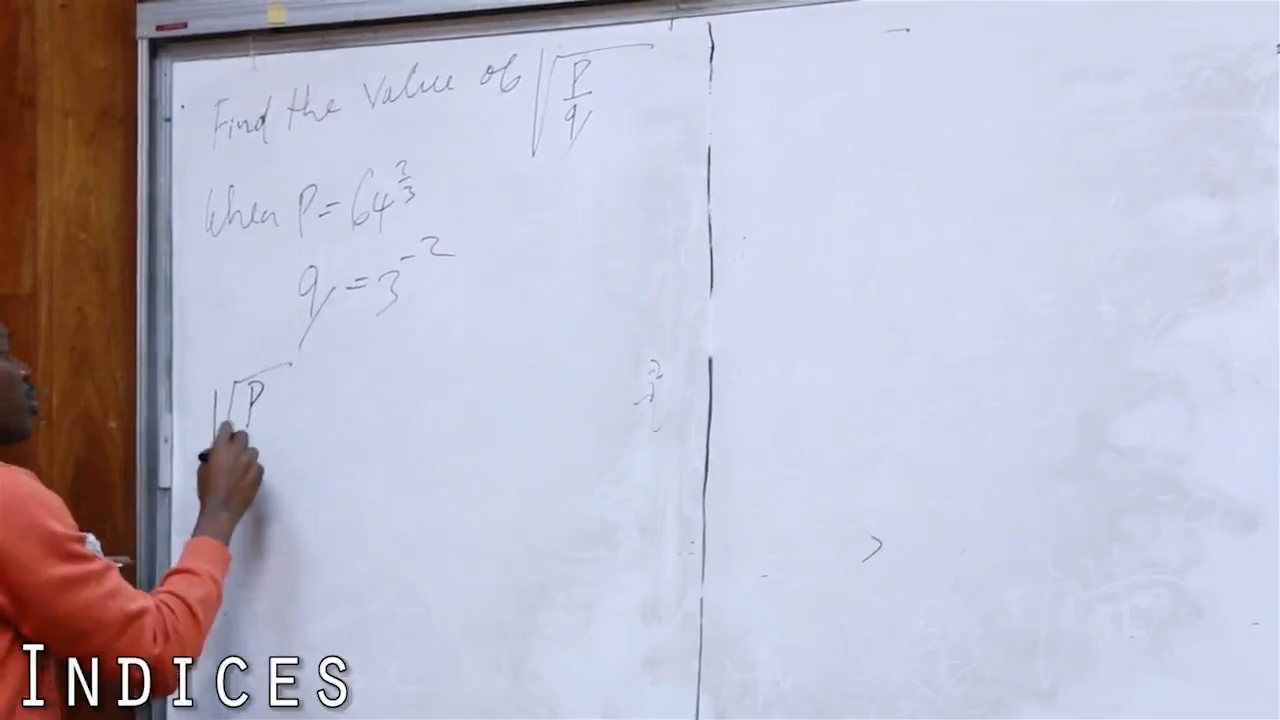 Find the value of √(P/q)
When P = 64^(2/3)
q = 3^-2
√P
INDICES